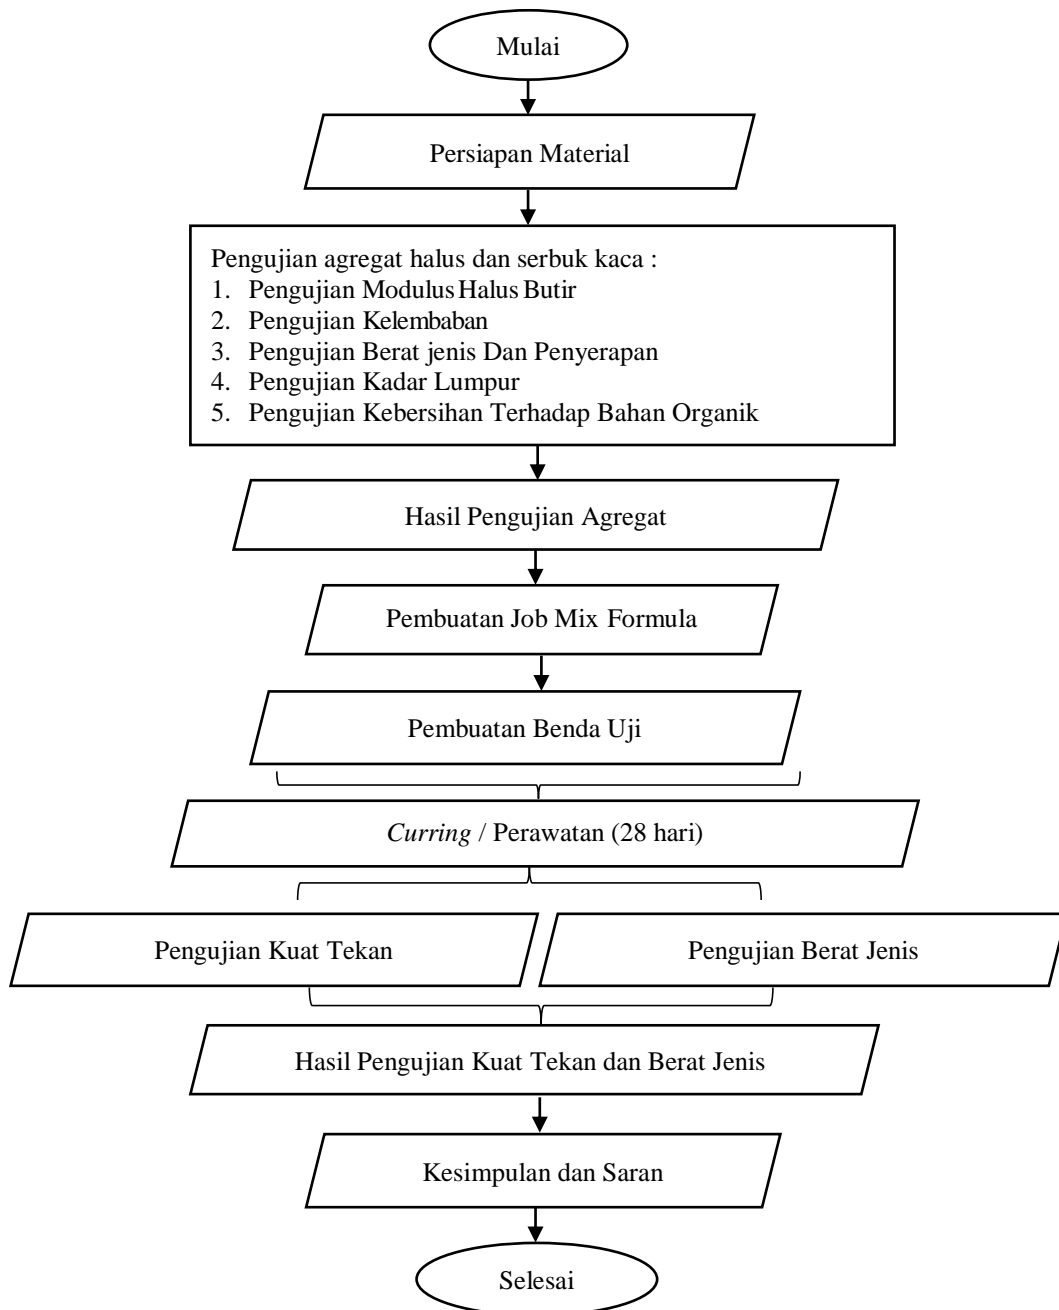 Mulai
Persiapan Material
Pengujian agregat halus dan serbuk kaca :
1. Pengujian Modulus Halus Butir
2. Pengujian Kelembaban
3. Pengujian Berat jenis Dan Penyerapan
4. Pengujian Kadar Lumpur
5. Pengujian Kebersihan Terhadap Bahan Organik
Hasil Pengujian Agregat
Pembuatan Job Mix Formula
Pembuatan Benda Uji
Curring / Perawatan (28 hari)
Pengujian Kuat Tekan
Pengujian Berat Jenis
Hasil Pengujian Kuat Tekan dan Berat Jenis
Kesimpulan dan Saran
Selesai